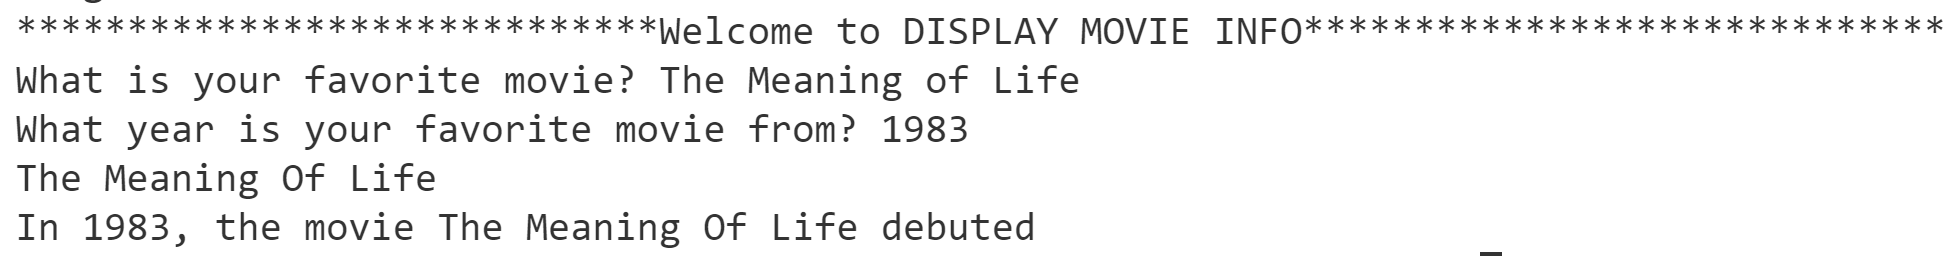 *****************************Welcome to DISPLAY MOVIE INFO*****************************
What is your favorite movie? The Meaning of Life
What year is your favorite movie from? 1983
The Meaning Of Life
In 1983, the movie The Meaning Of Life debuted